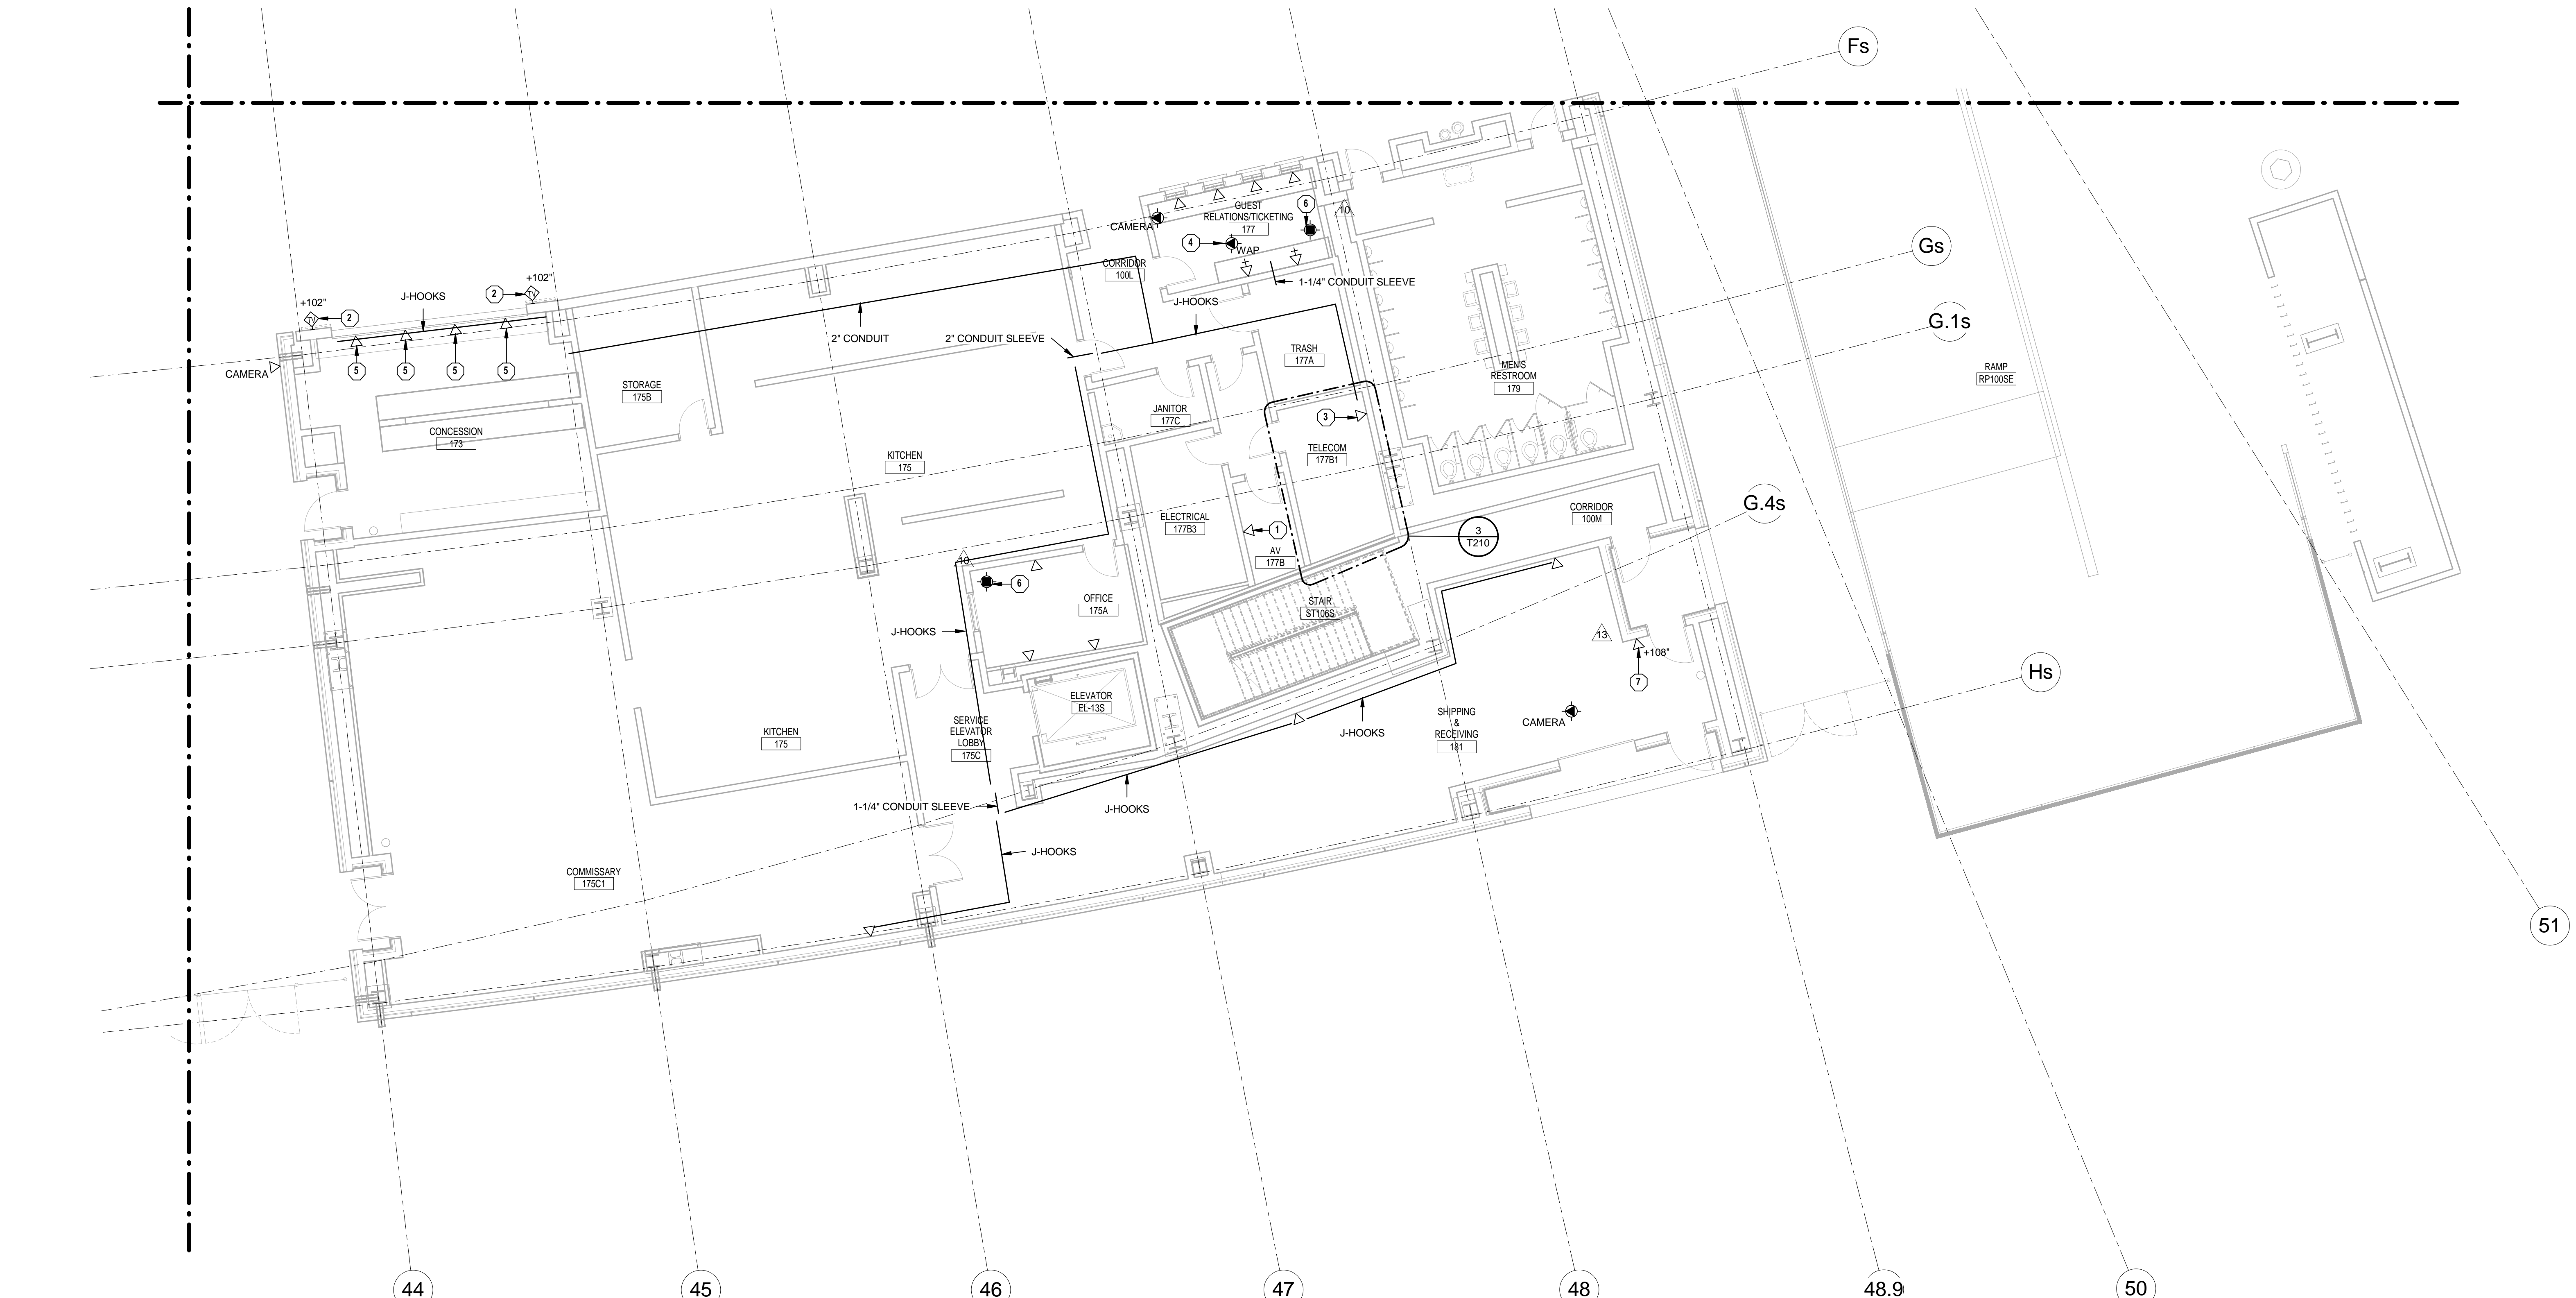 Fs
CAMERA
GUEST
RELATIONS/TICKETING
177
6
10
4
WAP
Gs
CORRIDOR
100L
+102"
2
+102"
2
J-HOOKS
1-1/4" CONDUIT SLEEVE
J-HOOKS
G.1s
2" CONDUIT
2" CONDUIT SLEEVE
TV
TV
CAMERA
5
5
5
5
TRASH
177A
MEN'S
RESTROOM
179
RAMP
RP100SE
STORAGE
175B
JANITOR
177C
3
CONCESSION
173
KITCHEN
175
TELECOM
177B1
G.4s
ELECTRICAL
177B3
1
CORRIDOR
100M
3
T210
AV
177B
10
6
OFFICE
175A
STAIR
ST106S
J-HOOKS
13
+108"
7
Hs
ELEVATOR
EL-13S
KITCHEN
175
SERVICE
ELEVATOR
LOBBY
175C
SHIPPING
&
RECEIVING
181
CAMERA
J-HOOKS
1-1/4" CONDUIT SLEEVE
J-HOOKS
J-HOOKS
COMMISSARY
175C1
51
44
45
46
47
48
48.9
50